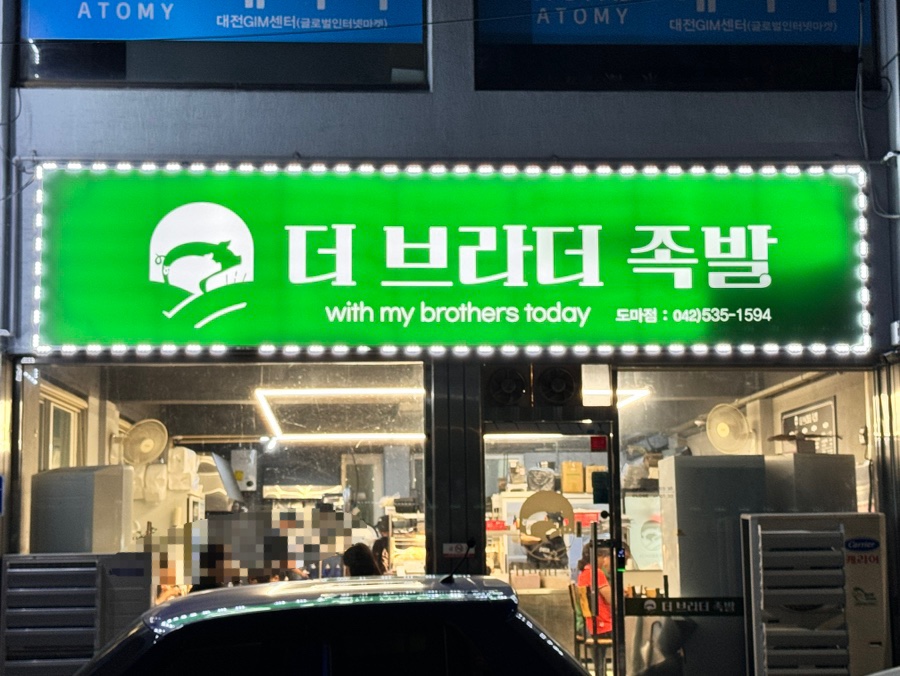 ATOMY
대전GIM센터(글로벌인터넷마켓)
ATOMY
대전GIM센터(글로벌인터넷마켓)
더 브라더 족발
with my brothers today
도마점 : 042)535-1594
더 브라더 족발
Carrier
캐리어